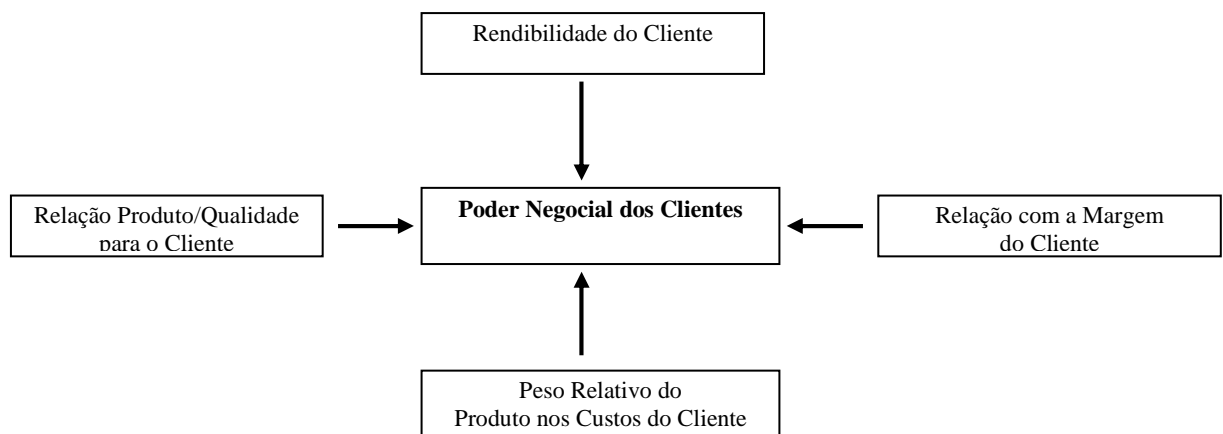 Rendibilidade do Cliente
Relação Produto/Qualidade
para o Cliente
Poder Negocial dos Clientes
Relação com a Margem
do Cliente
Peso Relativo do
Produto nos Custos do Cliente